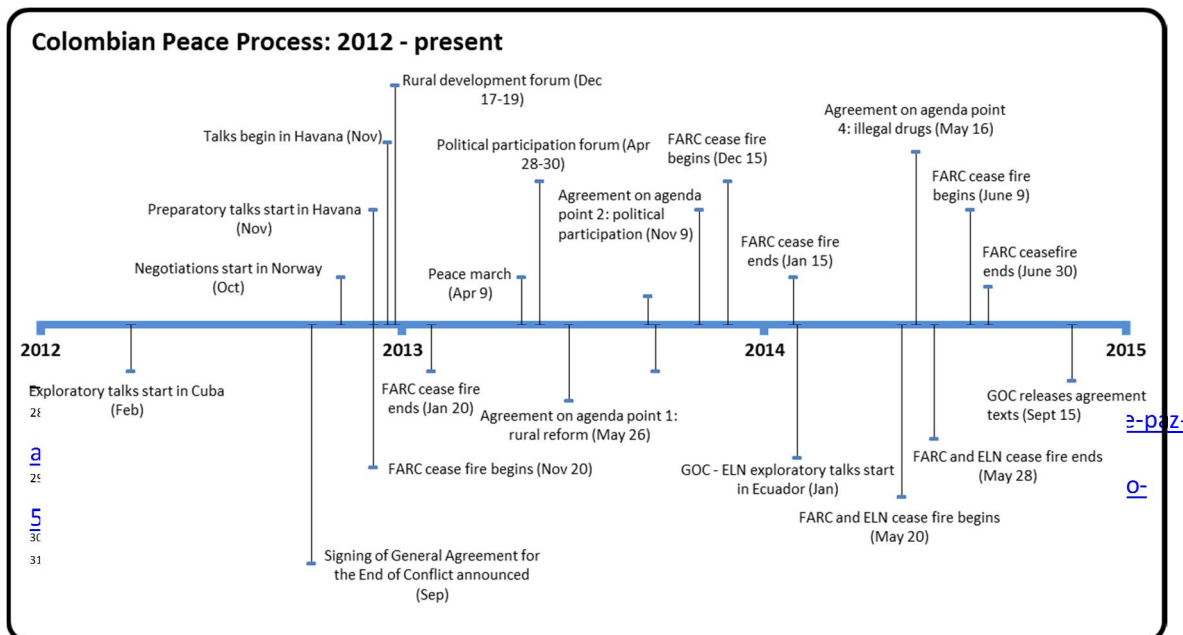 Colombian Peace Process: 2012 - present
Rural development forum (Dec
17-19)
Talks begin in Havana (Nov)
Preparatory talks start in Havana
(Nov)
Negotiations start in Norway
(Oct)
Peace march
(Apr 9)
Political participation forum (Apr
28-30)
Agreement on agenda
point 2: political
participation (Nov 9)
FARC cease fire
begins (Dec 15)
FARC cease fire
ends (Jan 15)
Agreement on agenda point
4: illegal drugs (May 16)
FARC cease fire
begins (June 9)
FARC ceasefire
ends (June 30)
2012
2013
2014
2015
Exploratory talks start in Cuba
(Feb)
FARC cease fire
ends (Jan 20)
Agreement on agenda point 1:
rural reform (May 26)
FARC cease fire begins (Nov 20)
Signing of General Agreement for
the End of Conflict announced
(Sep)
GOC - ELN exploratory talks start
in Ecuador (Jan)
FARC and ELN cease fire begins
(May 20)
FARC and ELN cease fire ends
(May 28)
GOC releases agreement
texts (Sept 15)
28
e-paz-
a
29
o-
5
30
31